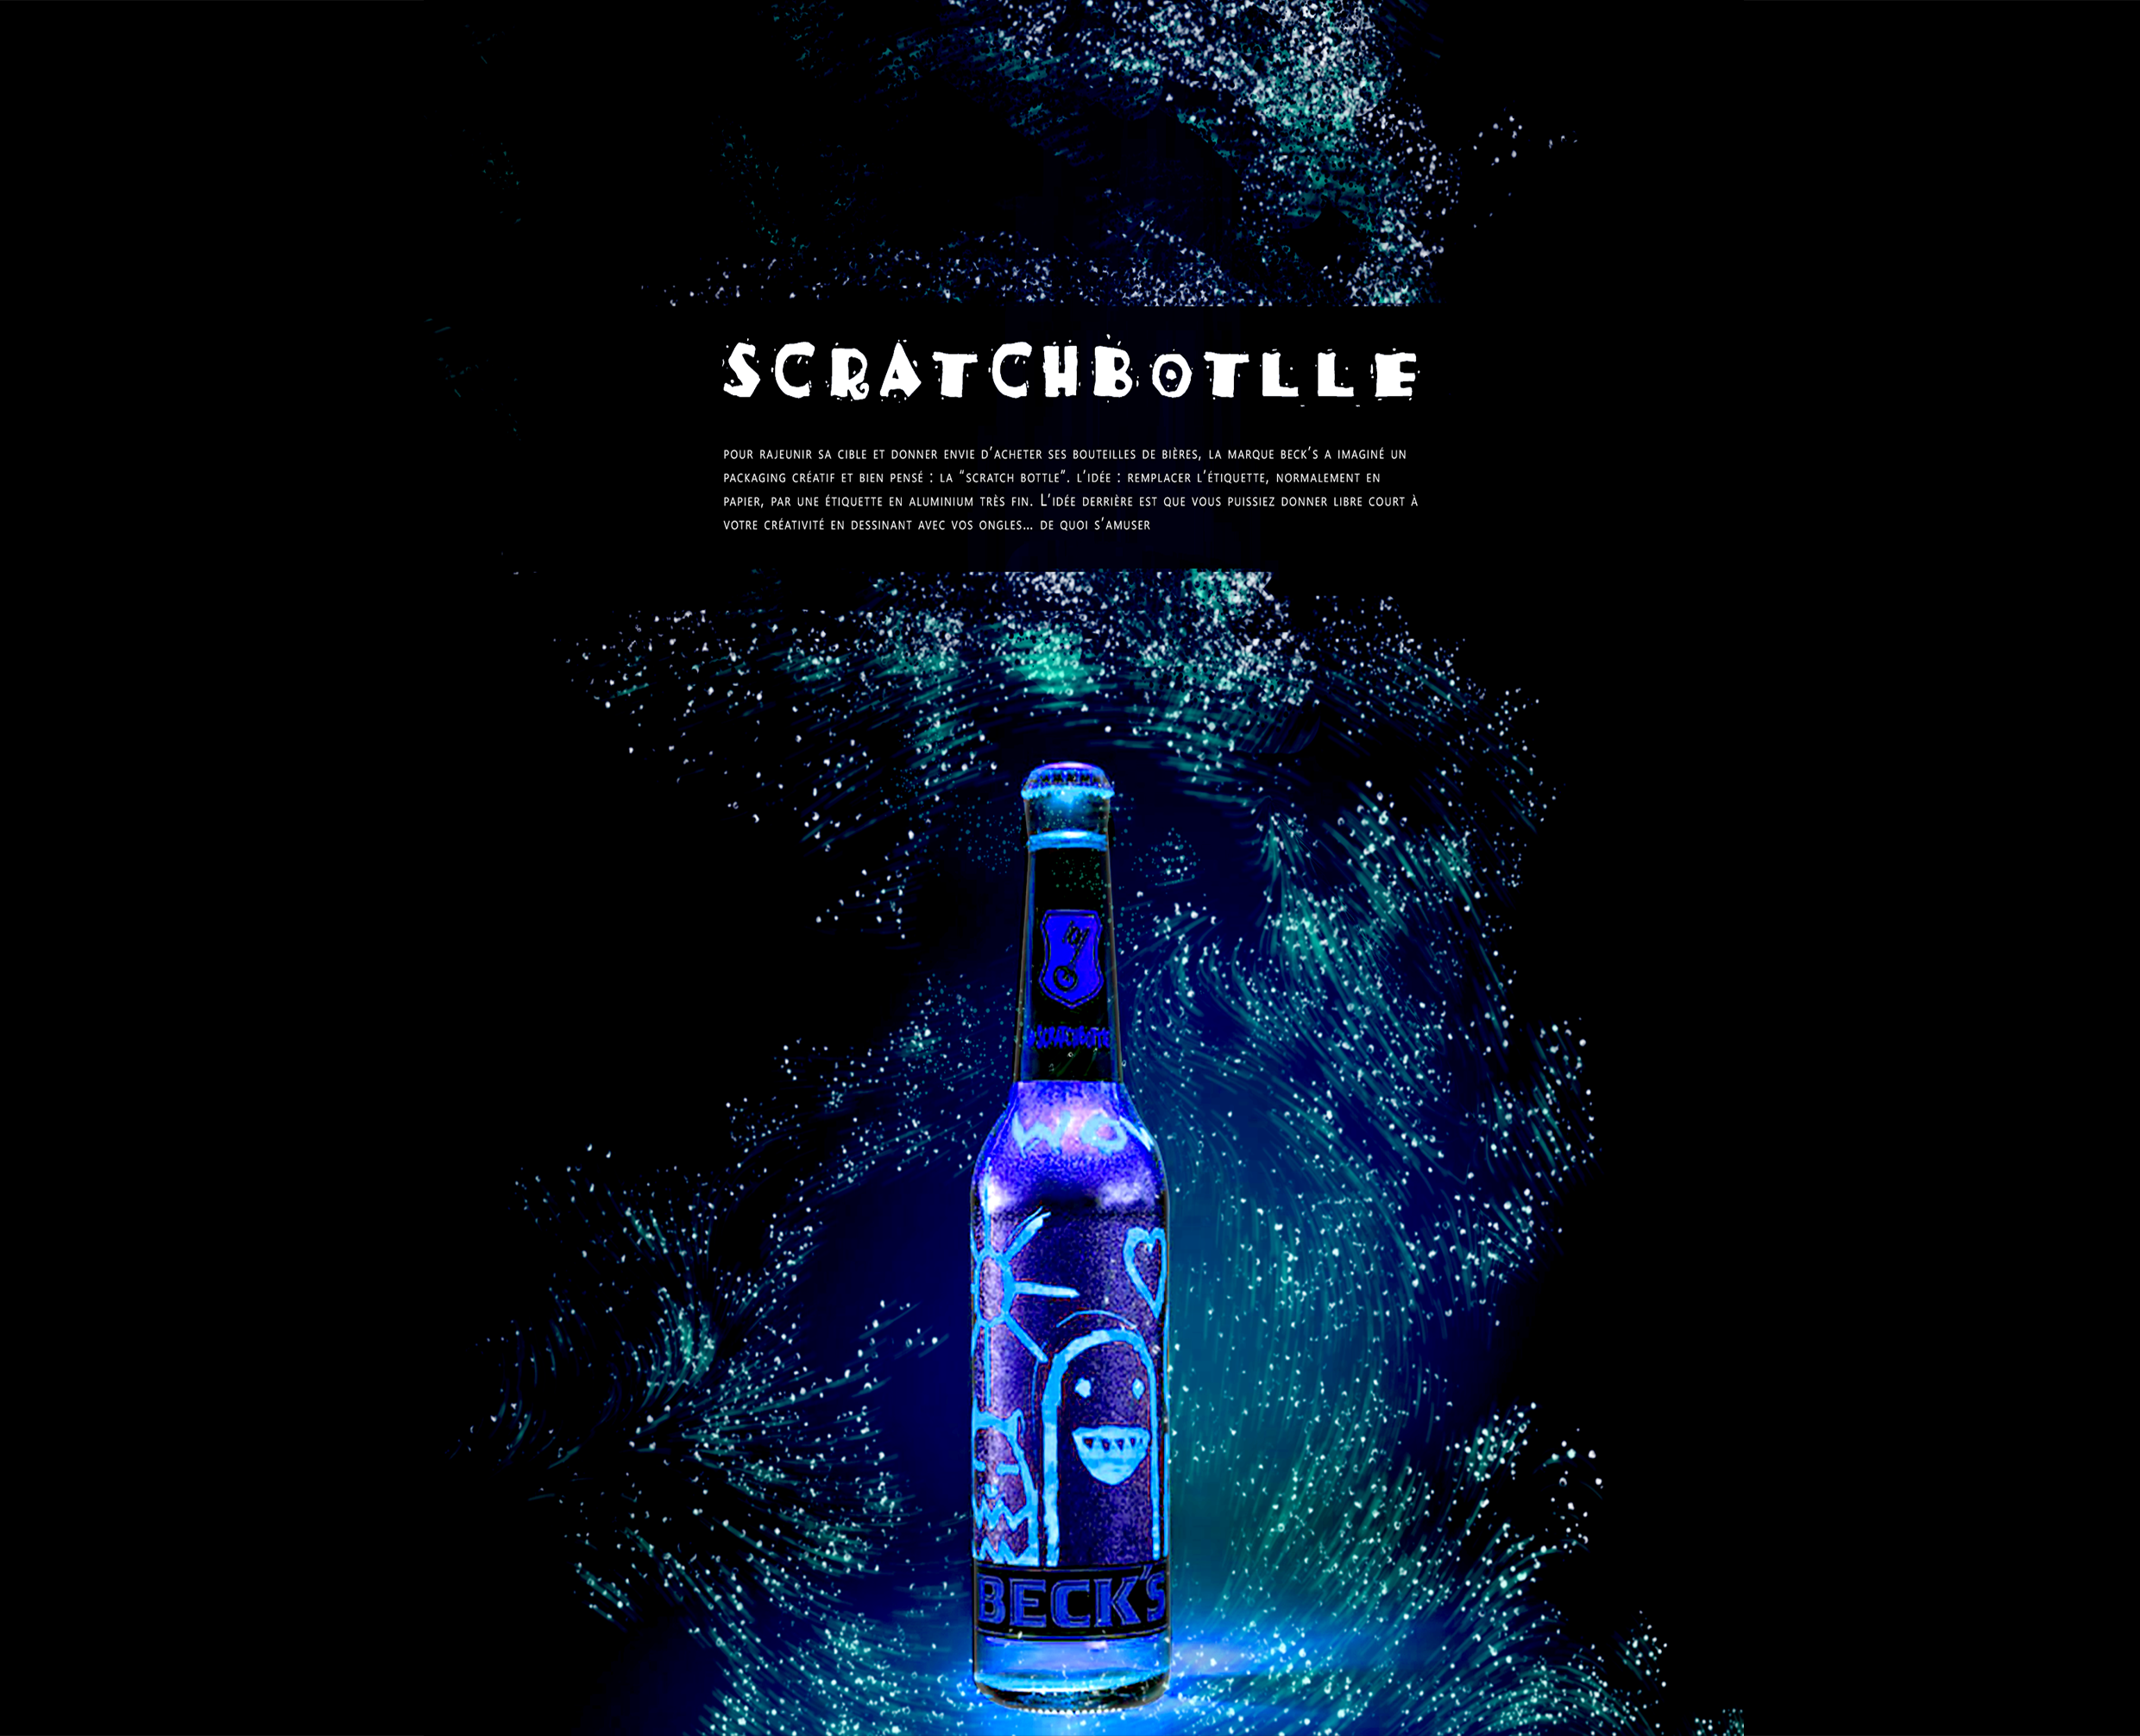 SCRATCHBOTLLE
POUR RAJEUNIR SA CIBLE ET DONNER ENVIE D'ACHETER SES BOUTEILLES DE BIÈRES, LA MARQUE BECK'S A IMAGINÉ UN
PACKAGING CRÉATIF ET BIEN PENSÉ : LA “SCRATCH BOTTLE”. L'IDÉE : REMPLACER L'ÉTIQUETTE, NORMALEMENT EN
PAPIER, PAR UNE ÉTIQUETTE EN ALUMINIUM TRÈS FIN. L'IDÉE DERRIÈRE EST QUE VOUS PUISSIEZ DONNER LIBRE COURT À
VOTRE CRÉATIVITÉ EN DESSINANT AVEC VOS ONGLES... DE QUOI S'AMUSER
#SCRATCHBOTTLE
WO
BECK'S